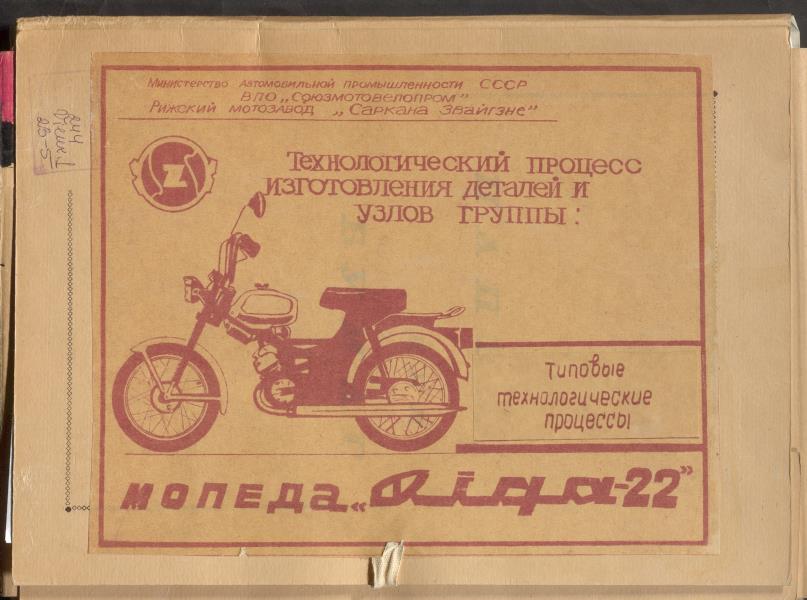 Министерство автомобильной промышленности СССР
ВПО „Союзмотовелопром"
Рижский мотозавод „Саркана Звайгзне"
Технологический процесс
изготовления деталей и
узлов группы:
Типовые
технологические
процессы
МОПЕДА „Riga-22"